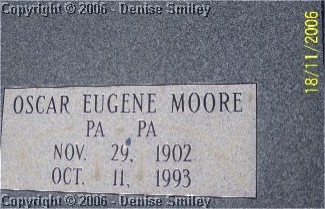 Copyright © 2006 - Denise Smiley
18/11/2006
OSCAR EUGENE MOORE
PA PA
NOV. 29, 1902
OCT. 11, 1993
Copyright © 2006 - Denise Smiley